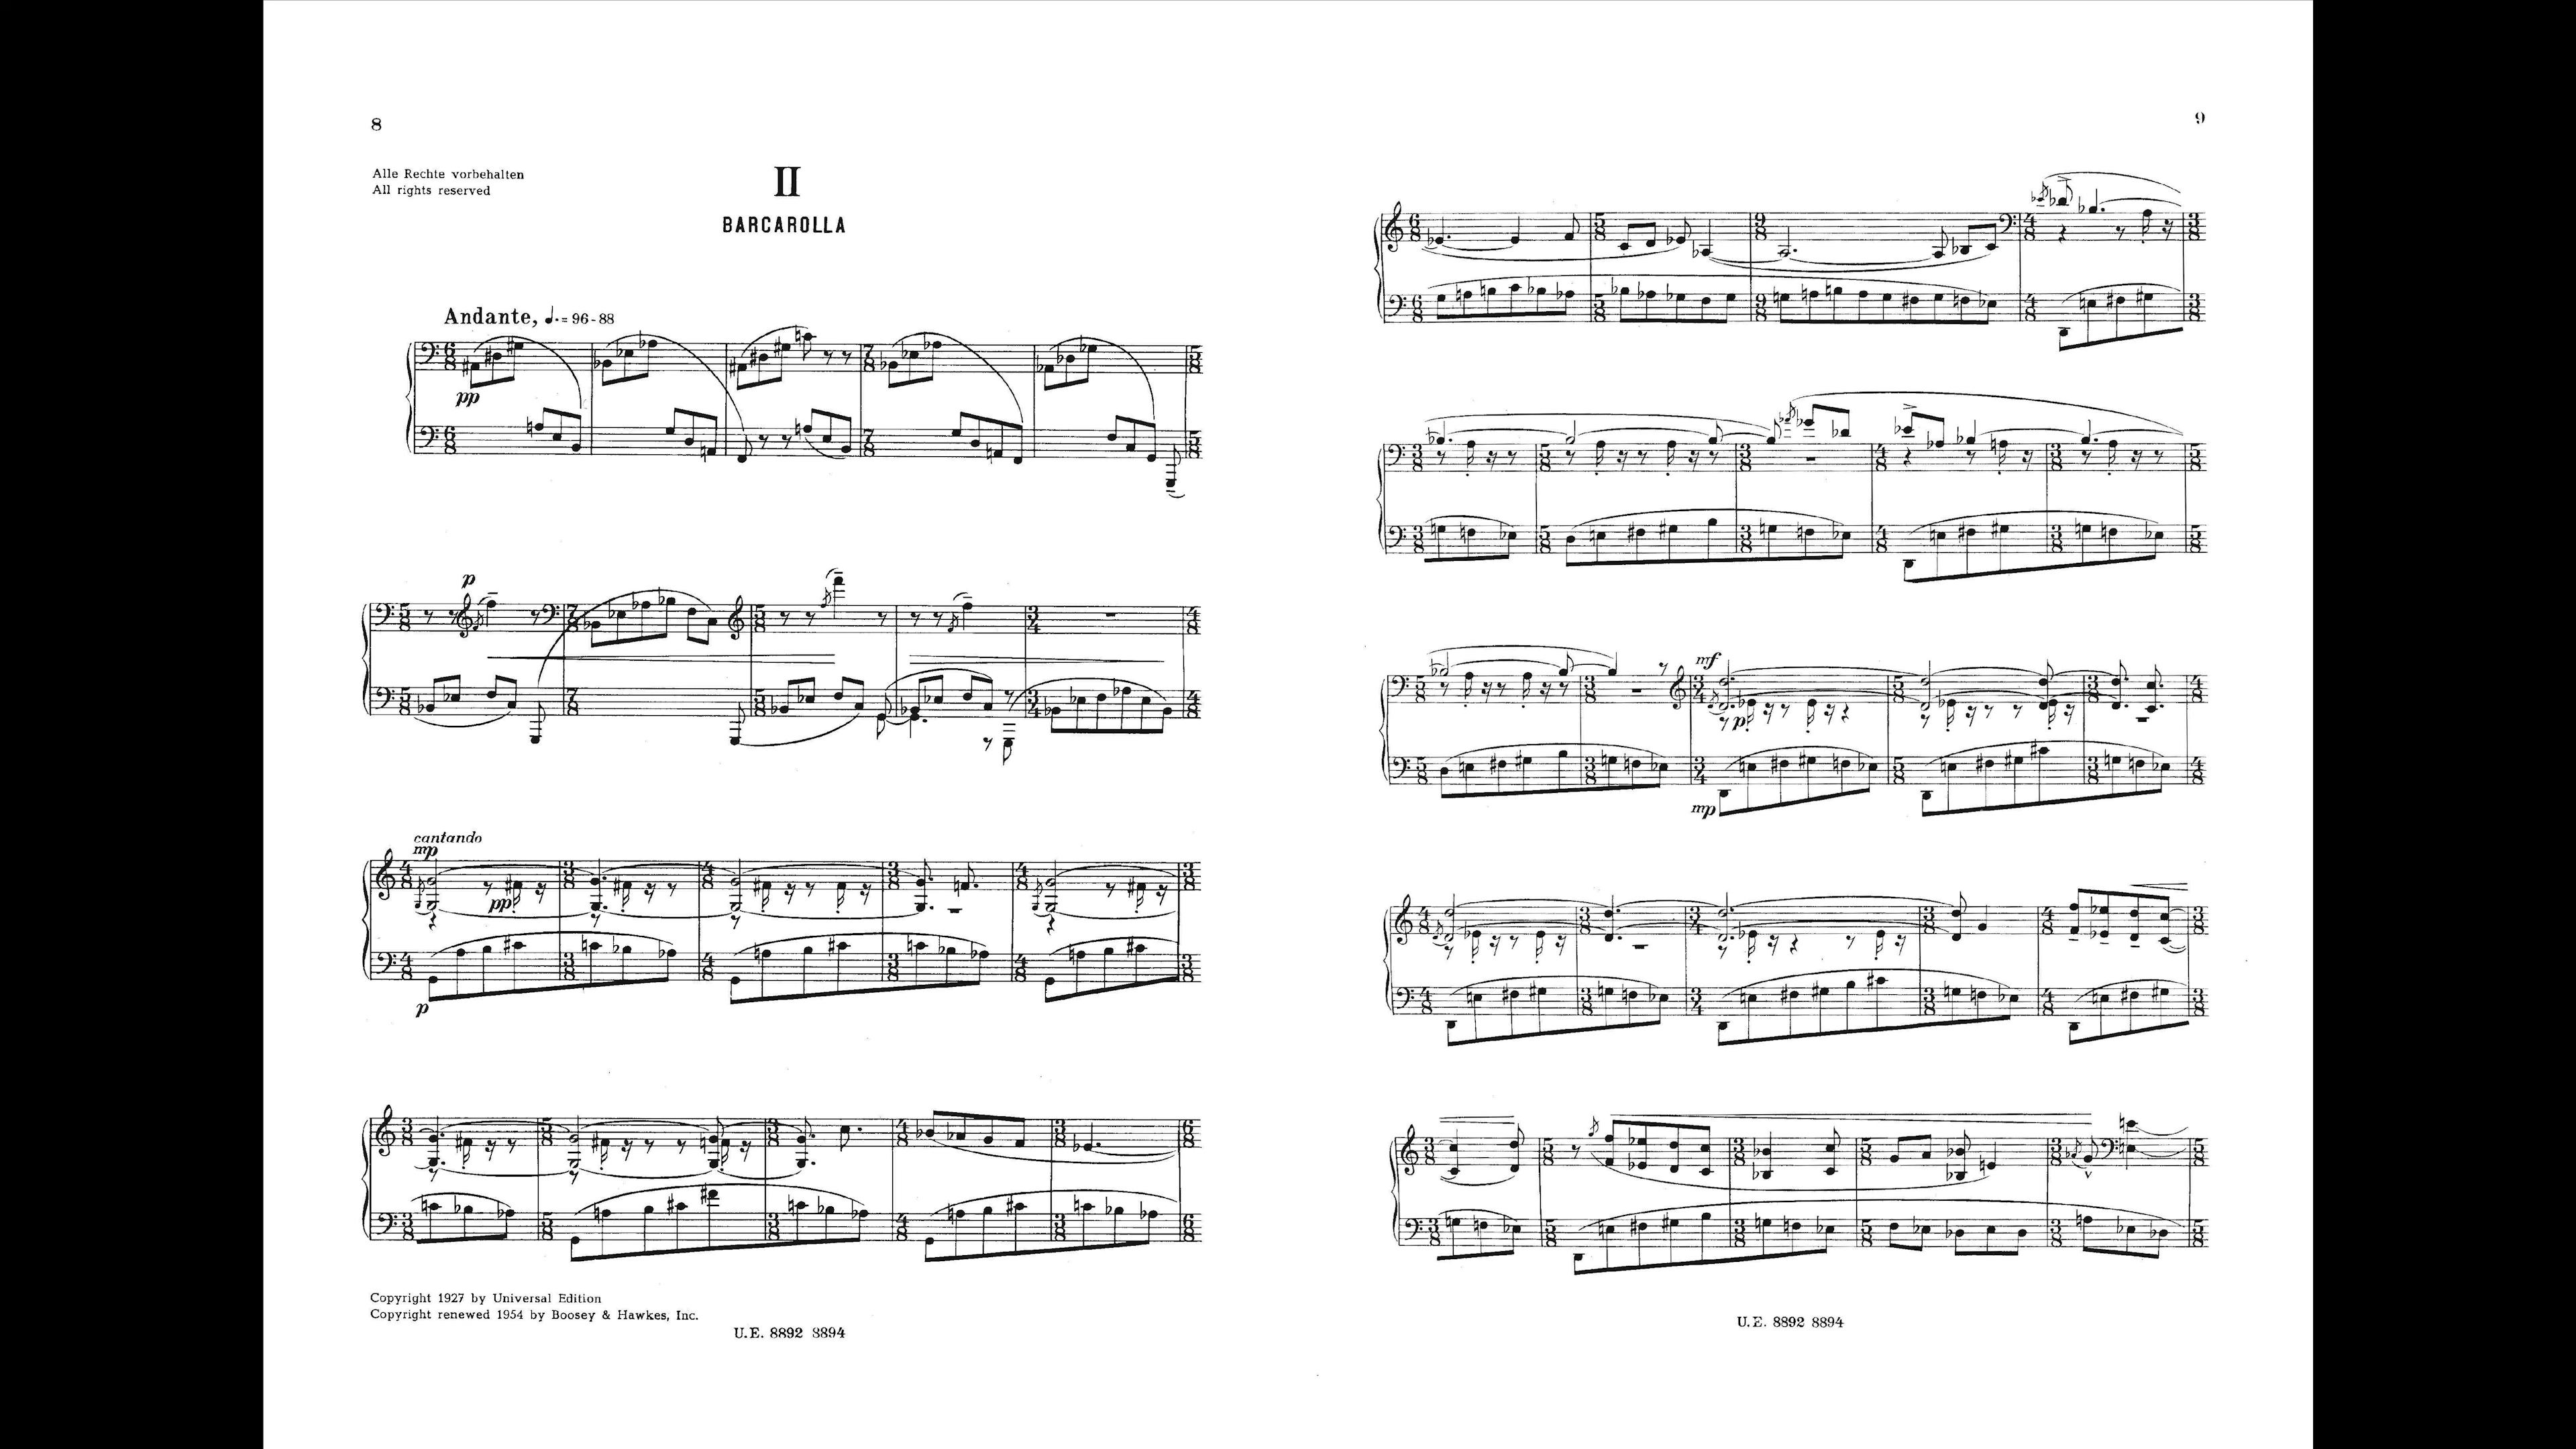 8
Alle Rechte vorbehalten
All rights reserved
II
BARCAROLLA
Andante, ♩. = 96 - 88
pp
p
cantando
mp
pp
p
Copyright 1927 by Universal Edition
Copyright renewed 1954 by Boosey & Hawkes, Inc.
U.E. 8892 8894
9
mf
p
mp
U.E. 8892 8894